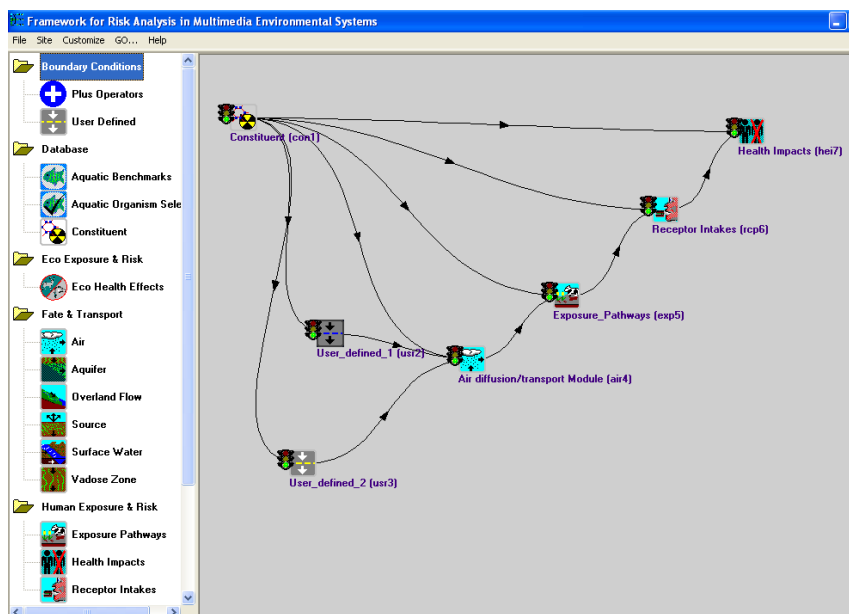 Framework for Risk Analysis in Multimedia Environmental Systems
File Site Customize GO... Help
Boundary Conditions
Plus Operators
User Defined
Database
Aquatic Benchmarks
Aquatic Organism Sele
Constituent
Eco Exposure & Risk
Eco Health Effects
Fate & Transport
Air
Aquifer
Overland Flow
Source
Surface Water
Vadose Zone
Human Exposure & Risk
Exposure Pathways
Health Impacts
Receptor Intakes
Constituent (con1)
Health Impacts (hei7)
Receptor Intakes (rcp6)
Exposure_Pathways (exp5)
User_defined_1 (usr2)
Air diffusion/transport Module (air4)
User_defined_2 (usr3)